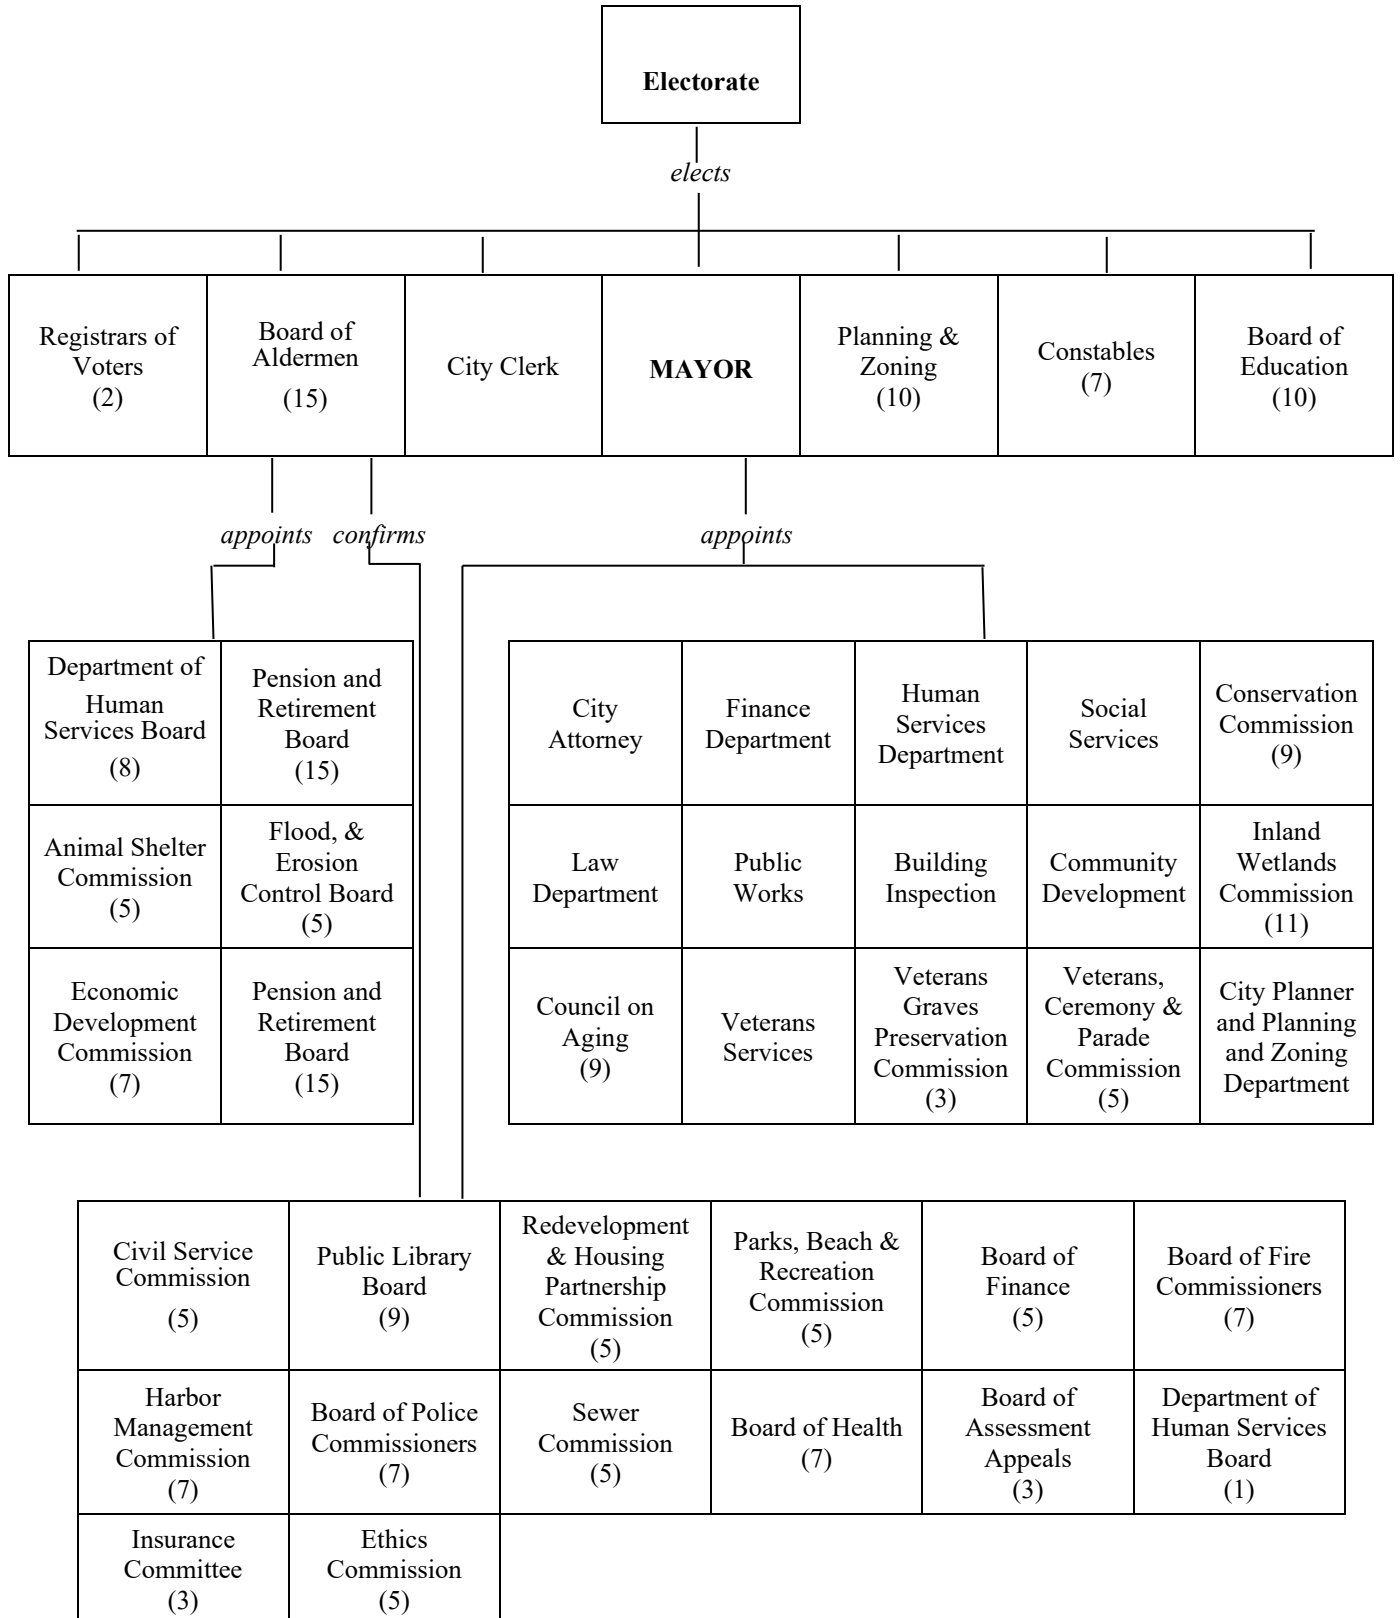 Electorate
elects
Registrars of
Voters
(2)
Board of
Aldermen
(15)
City Clerk
MAYOR
Planning &
Zoning
(10)
Constables
(7)
Board of
Education
(10)
appoints
confirms
appoints
Department of
Human
Services Board
(8)
Pension and
Retirement
Board
(15)
Animal Shelter
Commission
(5)
Flood, &
Erosion
Control Board
(5)
Economic
Development
Commission
(7)
Pension and
Retirement
Board
(15)
City
Attorney
Finance
Department
Human
Services
Department
Social
Services
Conservation
Commission
(9)
Law
Department
Public
Works
Building
Inspection
Community
Development
Inland
Wetlands
Commission
(11)
Council on
Aging
(9)
Veterans
Services
Veterans
Graves
Preservation
Commission
(3)
Veterans,
Ceremony &
Parade
Commission
(5)
City Planner
and Planning
and Zoning
Department
Civil Service
Commission
(5)
Public Library
Board
(9)
Redevelopment
& Housing
Partnership
Commission
(5)
Parks, Beach &
Recreation
Commission
(5)
Board of
Finance
(5)
Board of Fire
Commissioners
(7)
Harbor
Management
Commission
(7)
Board of Police
Commissioners
(7)
Sewer
Commission
(5)
Board of Health
(7)
Board of
Assessment
Appeals
(3)
Department of
Human Services
Board
(1)
Insurance
Committee
(3)
Ethics
Commission
(5)